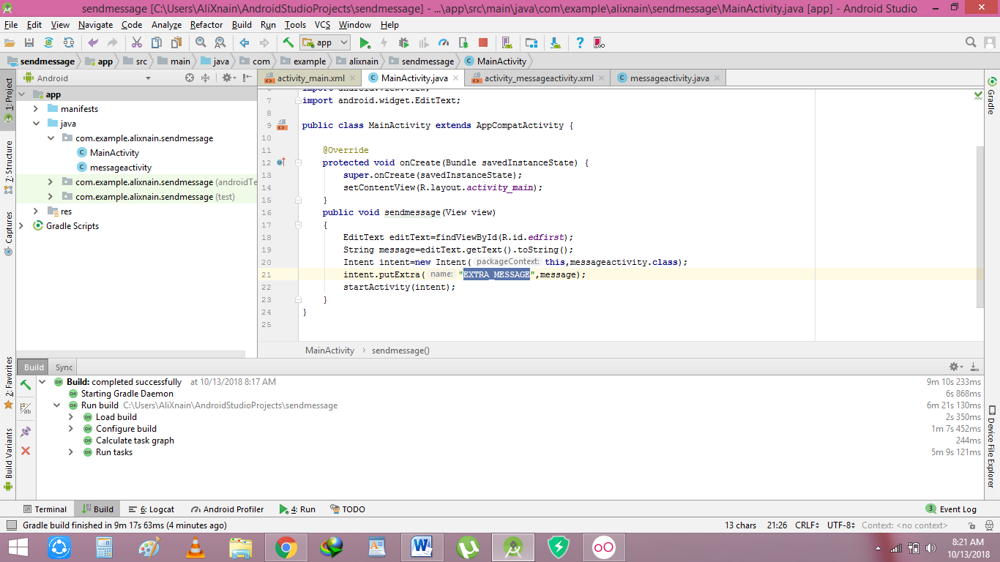 sendmessage [C:\Users\AliXnain\AndroidStudioProjects\sendmessage] - ...\app\src\main\java\com\example\alixnain\sendmessage\MainActivity.java [app] - Android Studio
File Edit View Navigate Code Analyze Refactor Build Run Tools VCS Window Help
app
sendmessage app src main java com example alixnain sendmessage MainActivity
Android
activity_main.xml MainActivity.java activity_messageactivity.xml messageactivity.java
1: Project
7: Structure
Captures
2: Favorites
Build Variants
Gradle
Device File Explorer
app
manifests
java
com.example.alixnain.sendmessage
MainActivity
messageactivity
com.example.alixnain.sendmessage (androidTe
com.example.alixnain.sendmessage (test)
res
Gradle Scripts
6 import android.view.View;
7 import android.widget.EditText;
8
9 public class MainActivity extends AppCompatActivity {
10
11 @Override
12 protected void onCreate(Bundle savedInstanceState) {
13 super.onCreate(savedInstanceState);
14 setContentView(R.layout.activity_main);
15 }
16 public void sendmessage(View view)
17 {
18 EditText editText=findViewById(R.id.edfirst);
19 String message=editText.getText().toString();
20 Intent intent=new Intent( packageContext: this,messageactivity.class);
21 intent.putExtra( name: "EXTRA_MESSAGE",message);
22 startActivity(intent);
23 }
24 }
25
MainActivity › sendmessage()
Build Sync
Build: completed successfully at 10/13/2018 8:17 AM 9m 10s 233ms
Starting Gradle Daemon 6s 868ms
Run build C:\Users\AliXnain\AndroidStudioProjects\sendmessage 6m 21s 130ms
Load build 2s 350ms
Configure build 1m 7s 452ms
Calculate task graph 244ms
Run tasks 5m 9s 121ms
Terminal Build 6: Logcat Android Profiler 4: Run TODO 3 Event Log
Gradle build finished in 9m 17s 63ms (4 minutes ago) 13 chars 21:26 CRLF UTF-8 Context: <no context>
8:21 AM
10/13/2018